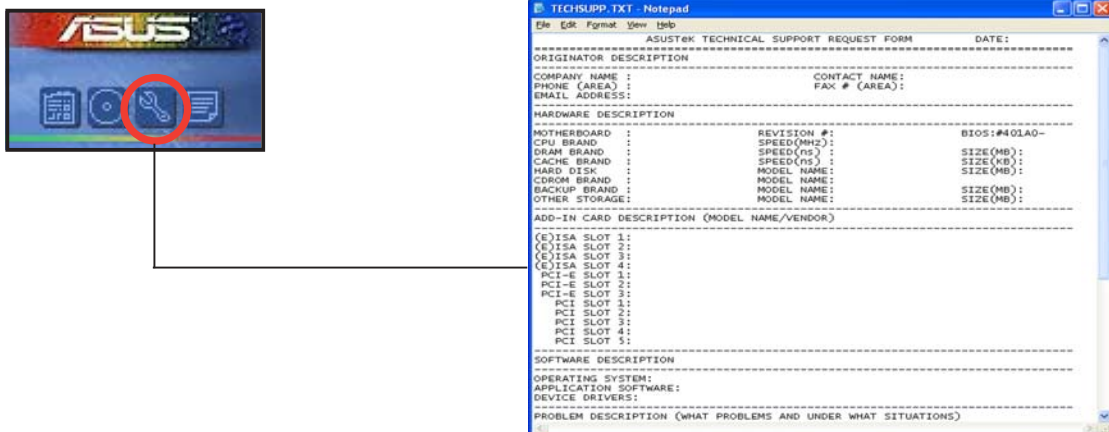 ASUS
TECHSUPP.TXT - Notepad
File Edit Format View Help
ASUSTeK TECHNICAL SUPPORT REQUEST FORM DATE:
ORIGINATOR DESCRIPTION
COMPANY NAME : CONTACT NAME:
PHONE (AREA) : FAX # (AREA):
EMAIL ADDRESS:
HARDWARE DESCRIPTION
MOTHERBOARD : REVISION #: BIOS:#401A0-
CPU BRAND : SPEED(MHz):
DRAM BRAND : SPEED(ns) : SIZE(MB):
CACHE BRAND : SPEED(ns) : SIZE(KB):
HARD DISK : MODEL NAME: SIZE(MB):
CDROM BRAND : MODEL NAME:
BACKUP BRAND : MODEL NAME: SIZE(MB):
OTHER STORAGE: MODEL NAME: SIZE(MB):
ADD-IN CARD DESCRIPTION (MODEL NAME/VENDOR)
(E)ISA SLOT 1:
(E)ISA SLOT 2:
(E)ISA SLOT 3:
(E)ISA SLOT 4:
PCI-E SLOT 1:
PCI-E SLOT 2:
PCI-E SLOT 3:
PCI SLOT 1:
PCI SLOT 2:
PCI SLOT 3:
PCI SLOT 4:
PCI SLOT 5:
SOFTWARE DESCRIPTION
OPERATING SYSTEM:
APPLICATION SOFTWARE:
DEVICE DRIVERS:
PROBLEM DESCRIPTION (WHAT PROBLEMS AND UNDER WHAT SITUATIONS)